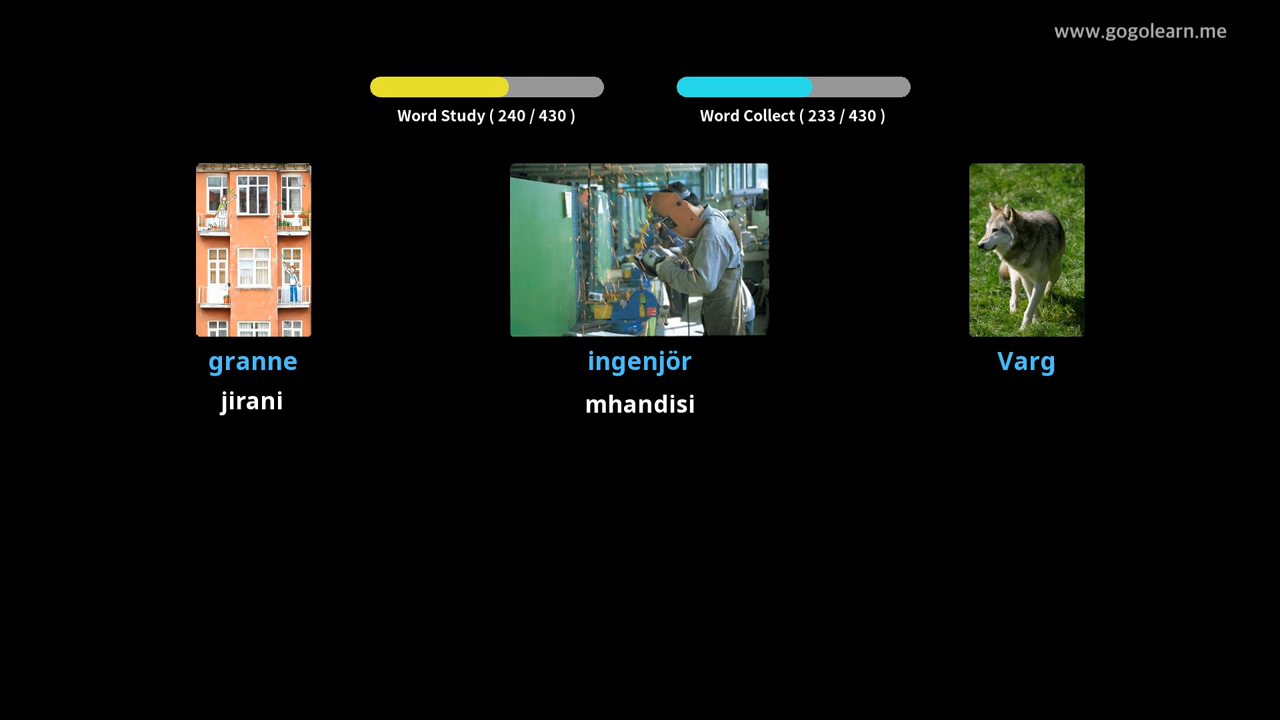 www.gogolearn.me
Word Study ( 240 / 430 )
Word Collect ( 233 / 430 )
granne
ingenjör
Varg
jirani
mhandisi